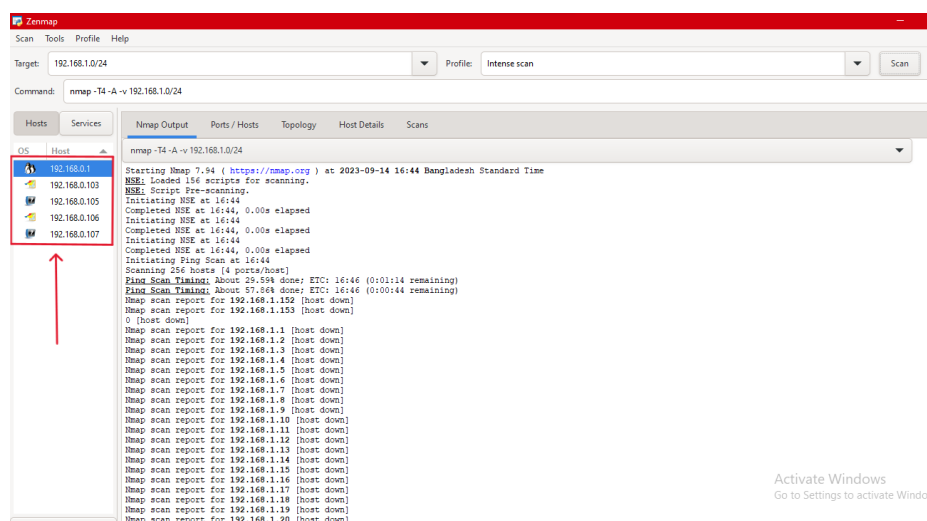 Zenmap
Scan Tools Profile Help
Target: 192.168.1.0/24 Profile: Intense scan Scan
Command: nmap -T4 -A -v 192.168.1.0/24
Hosts Services
Nmap Output Ports / Hosts Topology Host Details Scans
OS Host
192.168.0.1
192.168.0.103
192.168.0.105
192.168.0.106
192.168.0.107
nmap -T4 -A -v 192.168.1.0/24
Starting Nmap 7.94 ( https://nmap.org ) at 2023-09-14 16:44 Bangladesh Standard Time
NSE: Loaded 156 scripts for scanning.
NSE: Script Pre-scanning.
Initiating NSE at 16:44
Completed NSE at 16:44, 0.00s elapsed
Initiating NSE at 16:44
Completed NSE at 16:44, 0.00s elapsed
Initiating NSE at 16:44
Completed NSE at 16:44, 0.00s elapsed
Initiating Ping Scan at 16:44
Scanning 256 hosts [4 ports/host]
Ping Scan Timing: About 29.59% done; ETC: 16:46 (0:01:14 remaining)
Ping Scan Timing: About 57.86% done; ETC: 16:46 (0:00:44 remaining)
Nmap scan report for 192.168.1.152 [host down]
Nmap scan report for 192.168.1.153 [host down]
0 [host down]
Nmap scan report for 192.168.1.1 [host down]
Nmap scan report for 192.168.1.2 [host down]
Nmap scan report for 192.168.1.3 [host down]
Nmap scan report for 192.168.1.4 [host down]
Nmap scan report for 192.168.1.5 [host down]
Nmap scan report for 192.168.1.6 [host down]
Nmap scan report for 192.168.1.7 [host down]
Nmap scan report for 192.168.1.8 [host down]
Nmap scan report for 192.168.1.9 [host down]
Nmap scan report for 192.168.1.10 [host down]
Nmap scan report for 192.168.1.11 [host down]
Nmap scan report for 192.168.1.12 [host down]
Nmap scan report for 192.168.1.13 [host down]
Nmap scan report for 192.168.1.14 [host down]
Nmap scan report for 192.168.1.15 [host down]
Nmap scan report for 192.168.1.16 [host down]
Nmap scan report for 192.168.1.17 [host down]
Nmap scan report for 192.168.1.18 [host down]
Nmap scan report for 192.168.1.19 [host down]
Nmap scan report for 192.168.1.20 [host down]
Activate Windows
Go to Settings to activate Windo